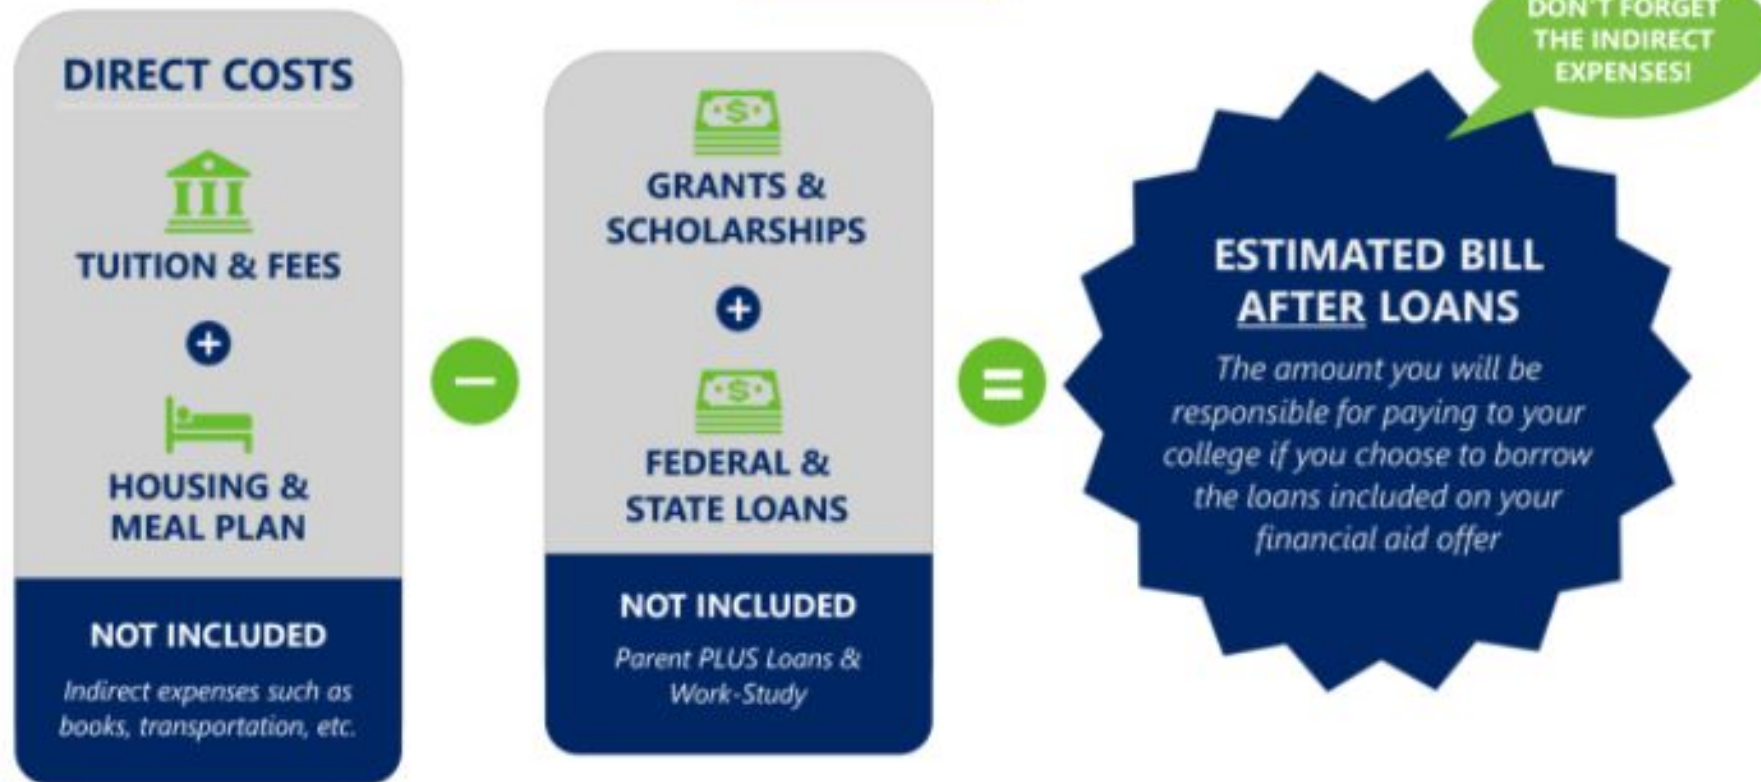 DIRECT COSTS
TUITION & FEES
+
HOUSING &
MEAL PLAN
NOT INCLUDED
Indirect expenses such as
books, transportation, etc.
−
GRANTS &
SCHOLARSHIPS
+
FEDERAL &
STATE LOANS
NOT INCLUDED
Parent PLUS Loans &
Work-Study
=
DON'T FORGET
THE INDIRECT
EXPENSES!
ESTIMATED BILL
AFTER LOANS
The amount you will be
responsible for paying to your
college if you choose to borrow
the loans included on your
financial aid offer